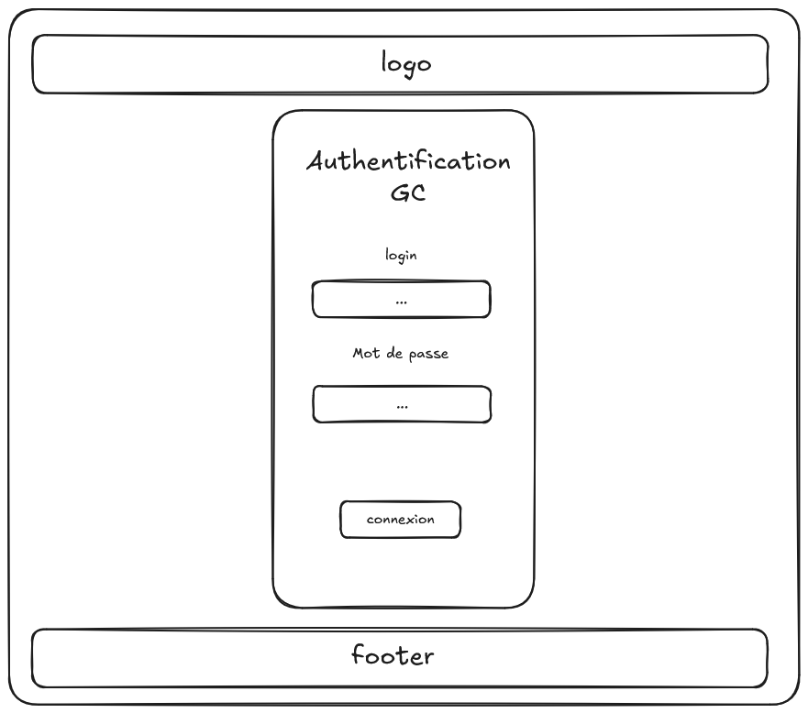 logo
Authentification
GC
login
...
Mot de passe
...
connexion
footer